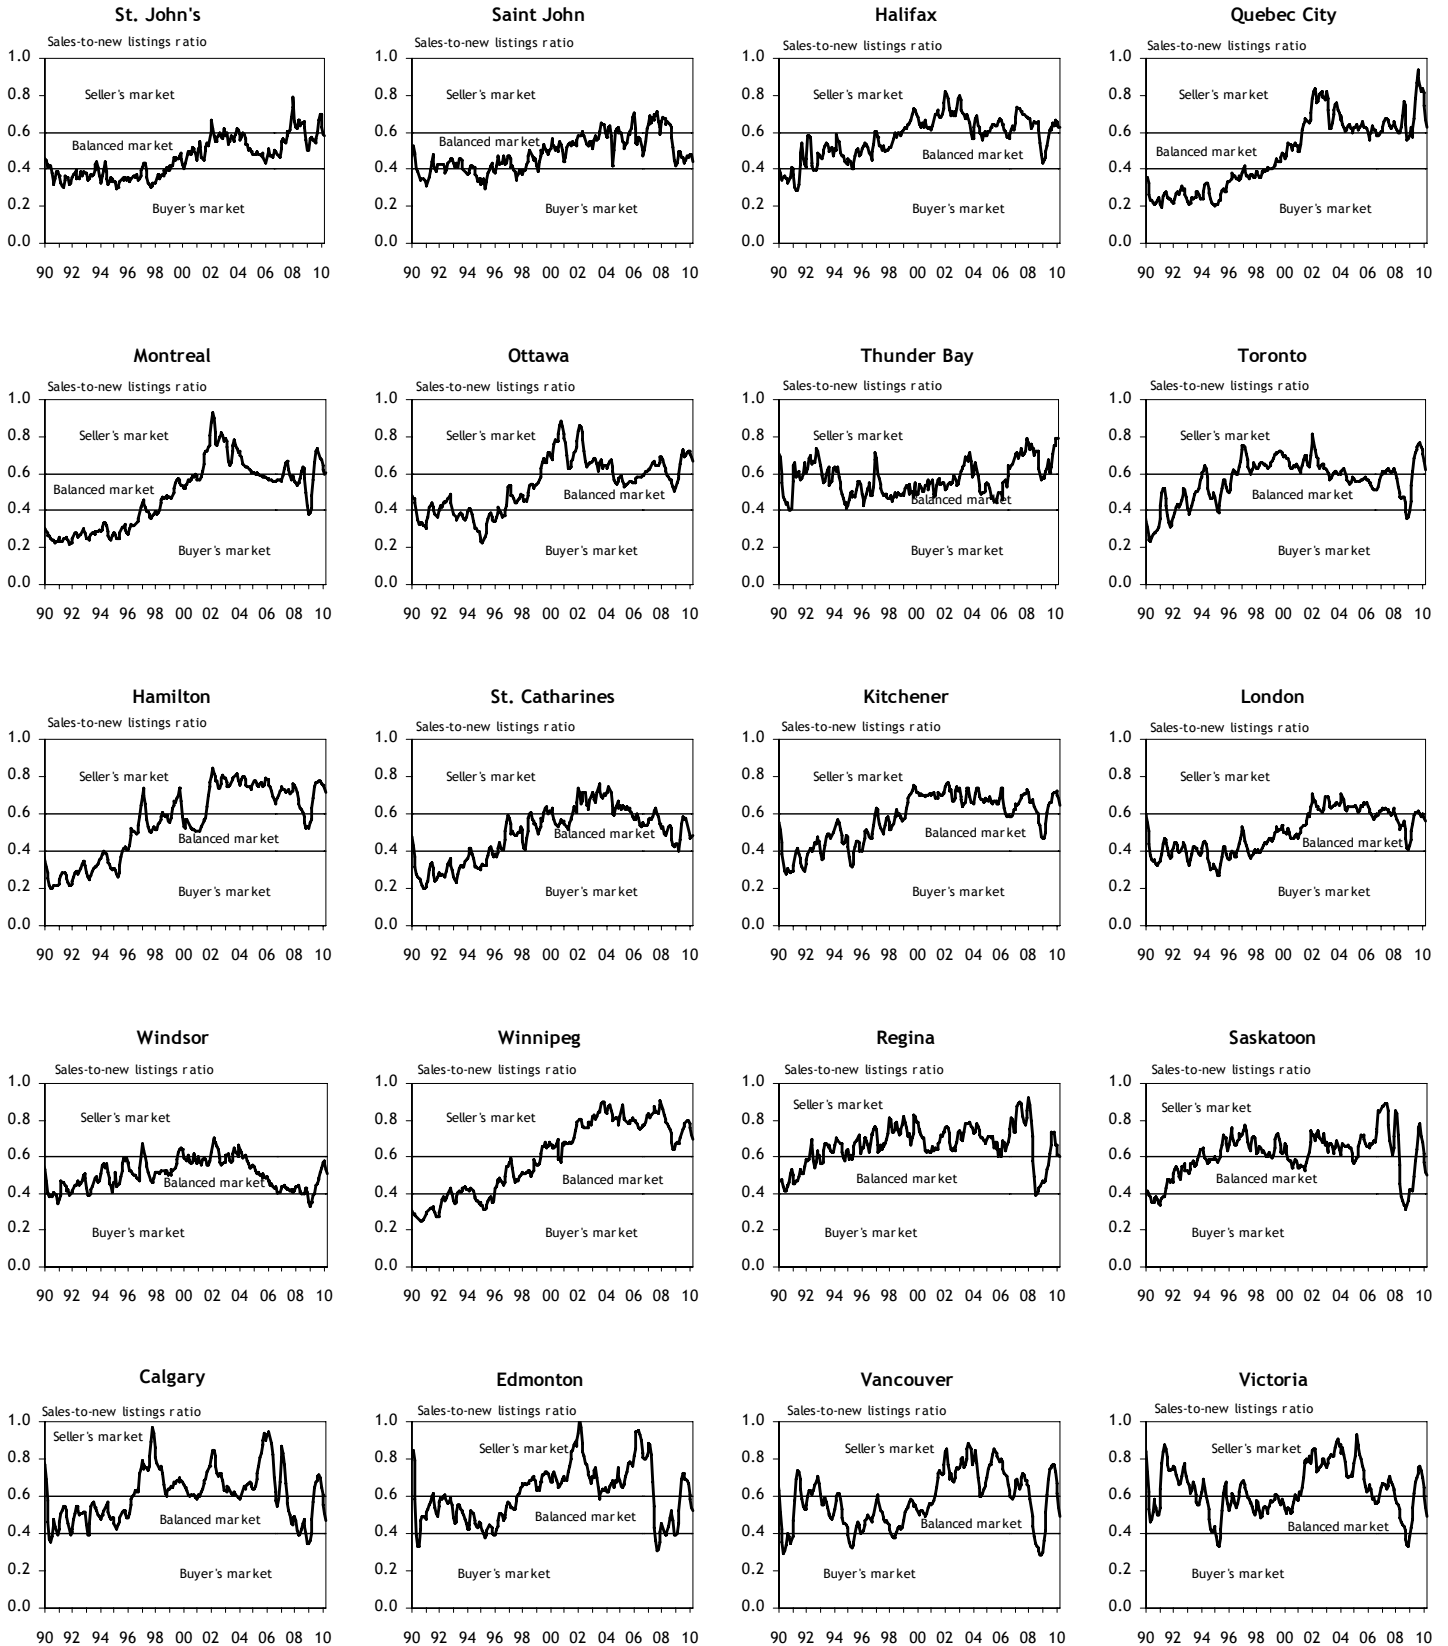 St. John's
Saint John
Halifax
Quebec City
Sales-to-new listings ratio
Sales-to-new listings ratio
Sales-to-new listings ratio
Sales-to-new listings ratio
1.0
0.8
0.6
0.4
0.2
0.0
Seller's market
Balanced market
Buyer's market
90 92 94 96 98 00 02 04 06 08 10
1.0
0.8
0.6
0.4
0.2
0.0
Seller's market
Balanced market
Buyer's market
90 92 94 96 98 00 02 04 06 08 10
1.0
0.8
0.6
0.4
0.2
0.0
Seller's market
Balanced market
Buyer's market
90 92 94 96 98 00 02 04 06 08 10
1.0
0.8
0.6
0.4
0.2
0.0
Seller's market
Balanced market
Buyer's market
90 92 94 96 98 00 02 04 06 08 10
Montreal
Ottawa
Thunder Bay
Toronto
Sales-to-new listings ratio
Sales-to-new listings ratio
Sales-to-new listings ratio
Sales-to-new listings ratio
1.0
0.8
0.6
0.4
0.2
0.0
Seller's market
Balanced market
Buyer's market
90 92 94 96 98 00 02 04 06 08 10
1.0
0.8
0.6
0.4
0.2
0.0
Seller's market
Balanced market
Buyer's market
90 92 94 96 98 00 02 04 06 08 10
1.0
0.8
0.6
0.4
0.2
0.0
Seller's market
Balanced market
Buyer's market
90 92 94 96 98 00 02 04 06 08 10
1.0
0.8
0.6
0.4
0.2
0.0
Seller's market
Balanced market
Buyer's market
90 92 94 96 98 00 02 04 06 08 10
Hamilton
St. Catharines
Kitchener
London
Sales-to-new listings ratio
Sales-to-new listings ratio
Sales-to-new listings ratio
Sales-to-new listings ratio
1.0
0.8
0.6
0.4
0.2
0.0
Seller's market
Balanced market
Buyer's market
90 92 94 96 98 00 02 04 06 08 10
1.0
0.8
0.6
0.4
0.2
0.0
Seller's market
Balanced market
Buyer's market
90 92 94 96 98 00 02 04 06 08 10
1.0
0.8
0.6
0.4
0.2
0.0
Seller's market
Balanced market
Buyer's market
90 92 94 96 98 00 02 04 06 08 10
1.0
0.8
0.6
0.4
0.2
0.0
Seller's market
Balanced market
Buyer's market
90 92 94 96 98 00 02 04 06 08 10
Windsor
Winnipeg
Regina
Saskatoon
Sales-to-new listings ratio
Sales-to-new listings ratio
Sales-to-new listings ratio
Sales-to-new listings ratio
1.0
0.8
0.6
0.4
0.2
0.0
Seller's market
Balanced market
Buyer's market
90 92 94 96 98 00 02 04 06 08 10
1.0
0.8
0.6
0.4
0.2
0.0
Seller's market
Balanced market
Buyer's market
90 92 94 96 98 00 02 04 06 08 10
1.0
0.8
0.6
0.4
0.2
0.0
Seller's market
Balanced market
Buyer's market
90 92 94 96 98 00 02 04 06 08 10
1.0
0.8
0.6
0.4
0.2
0.0
Seller's market
Balanced market
Buyer's market
90 92 94 96 98 00 02 04 06 08 10
Calgary
Edmonton
Vancouver
Victoria
Sales-to-new listings ratio
Sales-to-new listings ratio
Sales-to-new listings ratio
Sales-to-new listings ratio
1.0
0.8
0.6
0.4
0.2
0.0
Seller's market
Balanced market
Buyer's market
90 92 94 96 98 00 02 04 06 08 10
1.0
0.8
0.6
0.4
0.2
0.0
Seller's market
Balanced market
Buyer's market
90 92 94 96 98 00 02 04 06 08 10
1.0
0.8
0.6
0.4
0.2
0.0
Seller's market
Balanced market
Buyer's market
90 92 94 96 98 00 02 04 06 08 10
1.0
0.8
0.6
0.4
0.2
0.0
Seller's market
Balanced market
Buyer's market
90 92 94 96 98 00 02 04 06 08 10